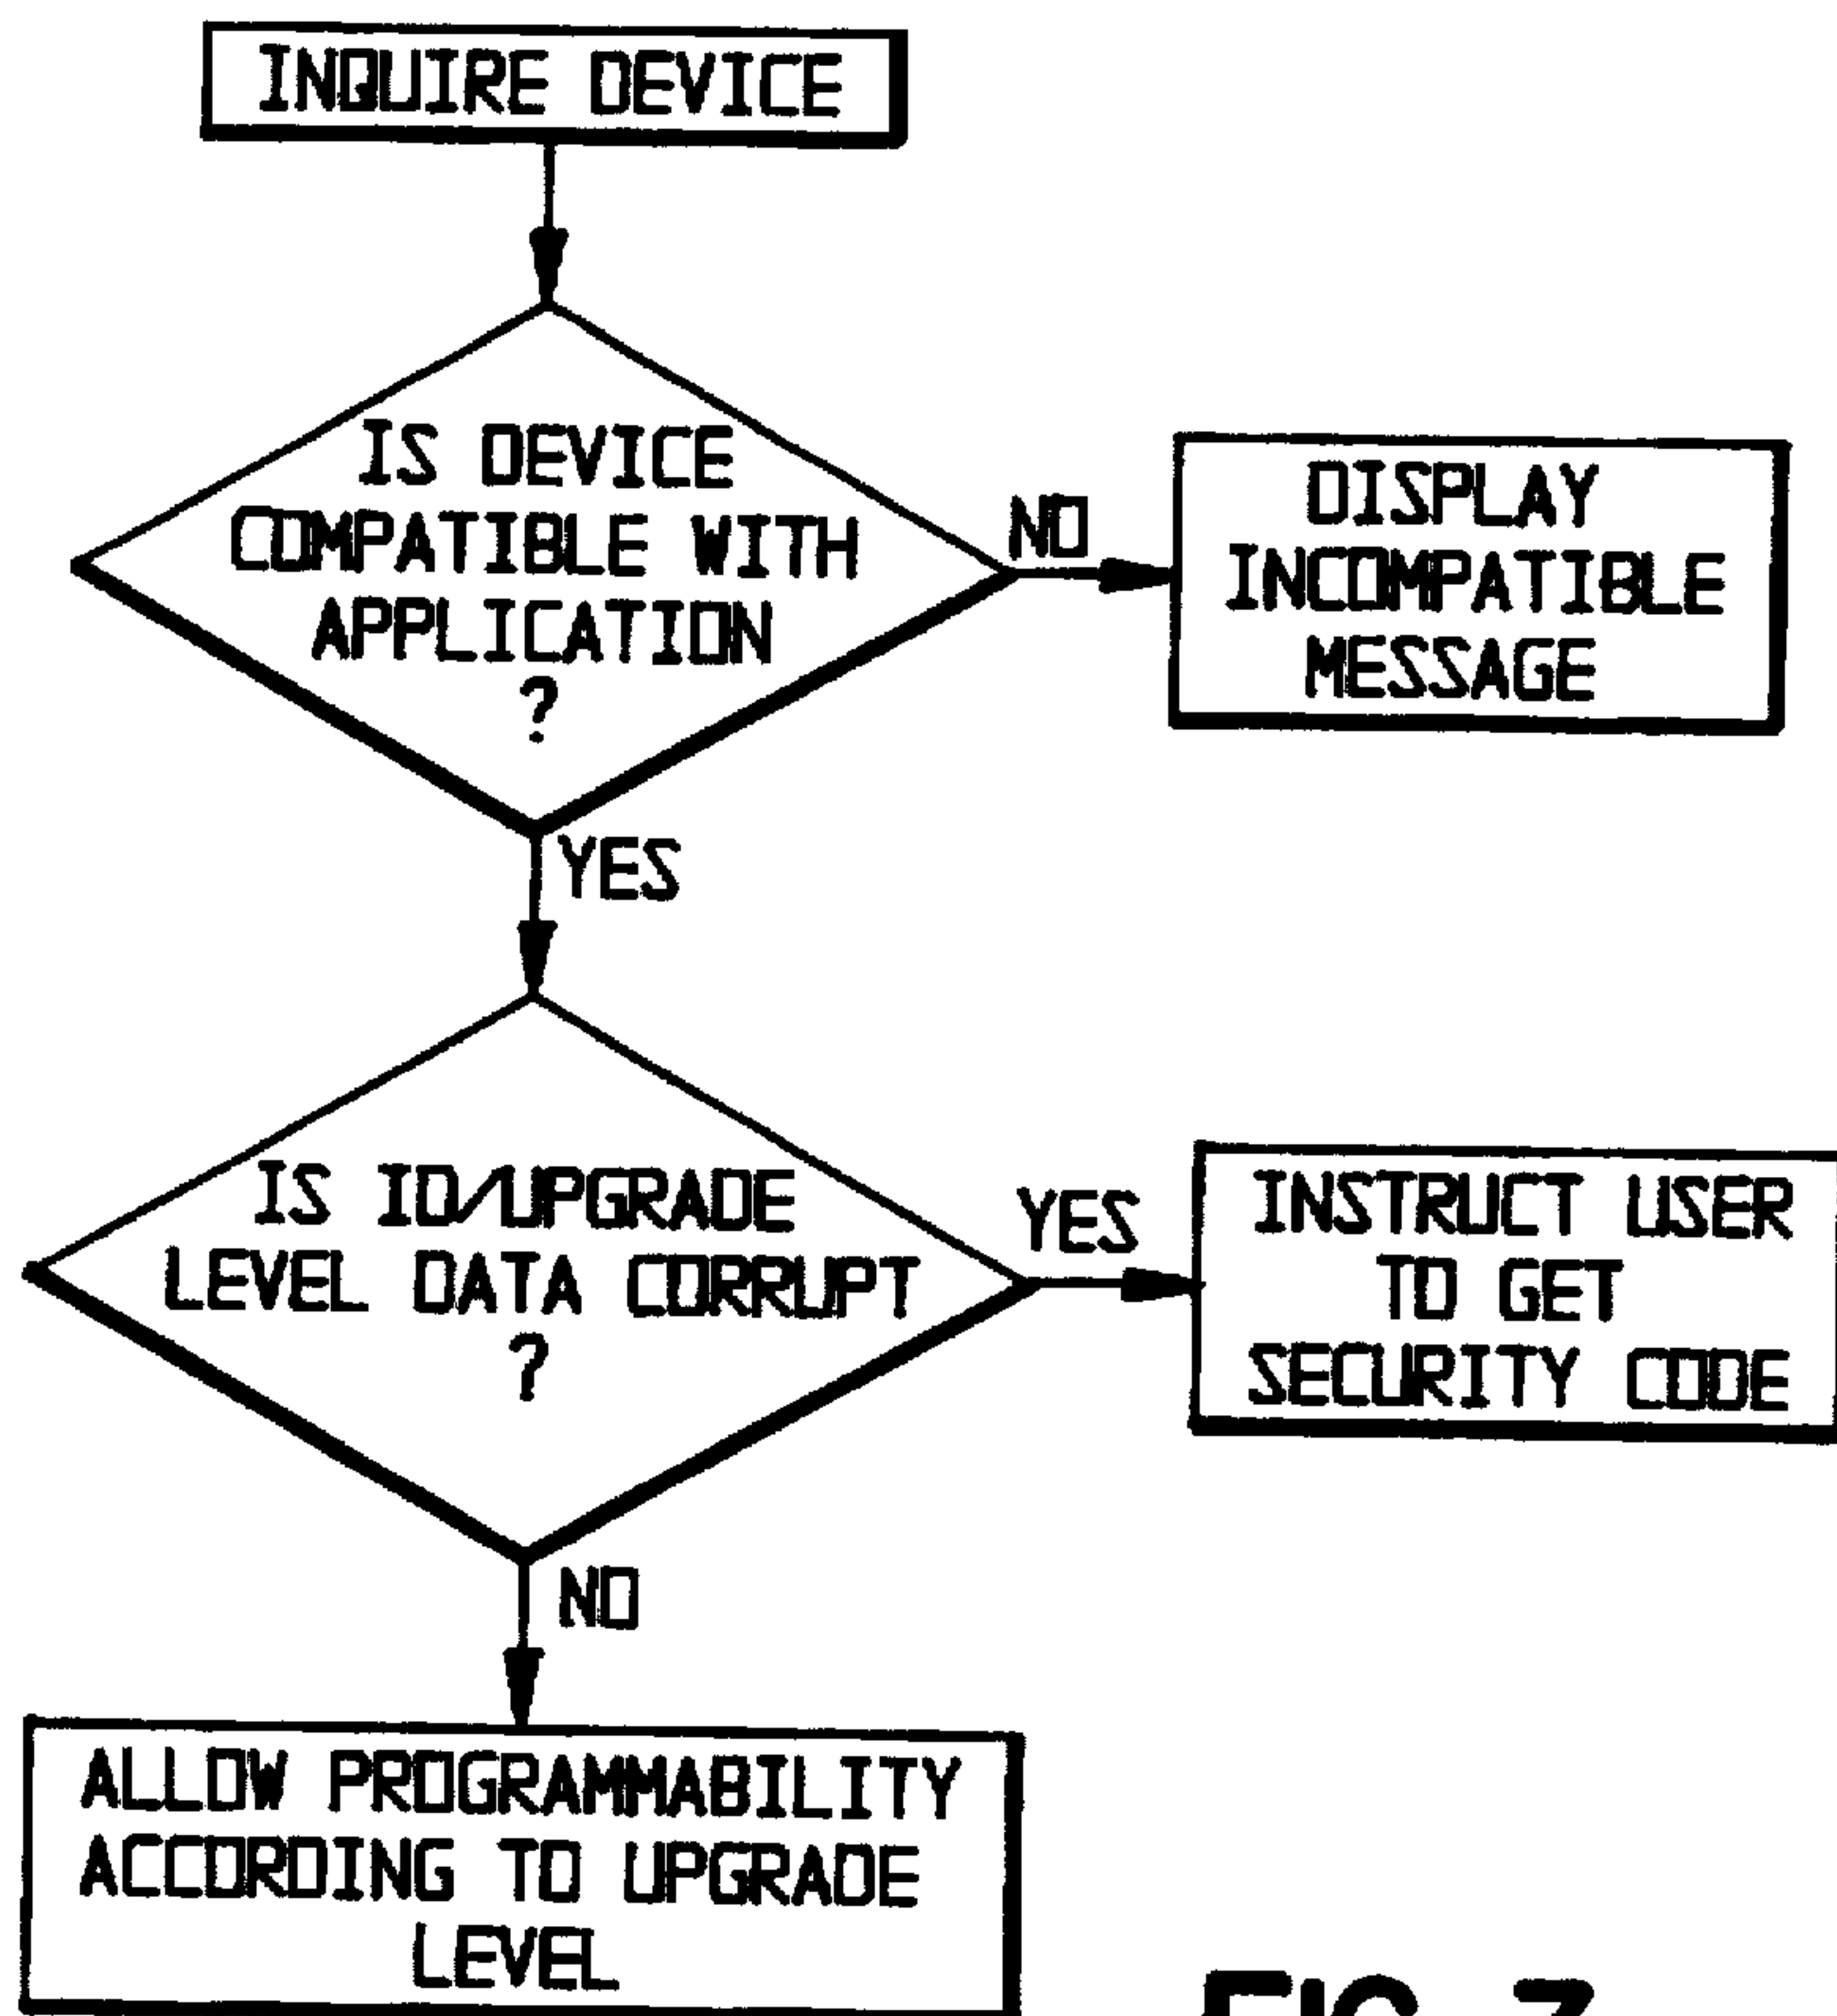 INQUIRE DEVICE
IS DEVICE
COMPATIBLE WITH
APPLICATION
?
NO
DISPLAY
INCOMPATIBLE
MESSAGE
YES
IS ID/UPGRADE
LEVEL DATA CORRUPT
?
YES
INSTRUCT USER
TO GET
SECURITY CODE
NO
ALLOW PROGRAMMABILITY
ACCORDING TO UPGRADE
LEVEL